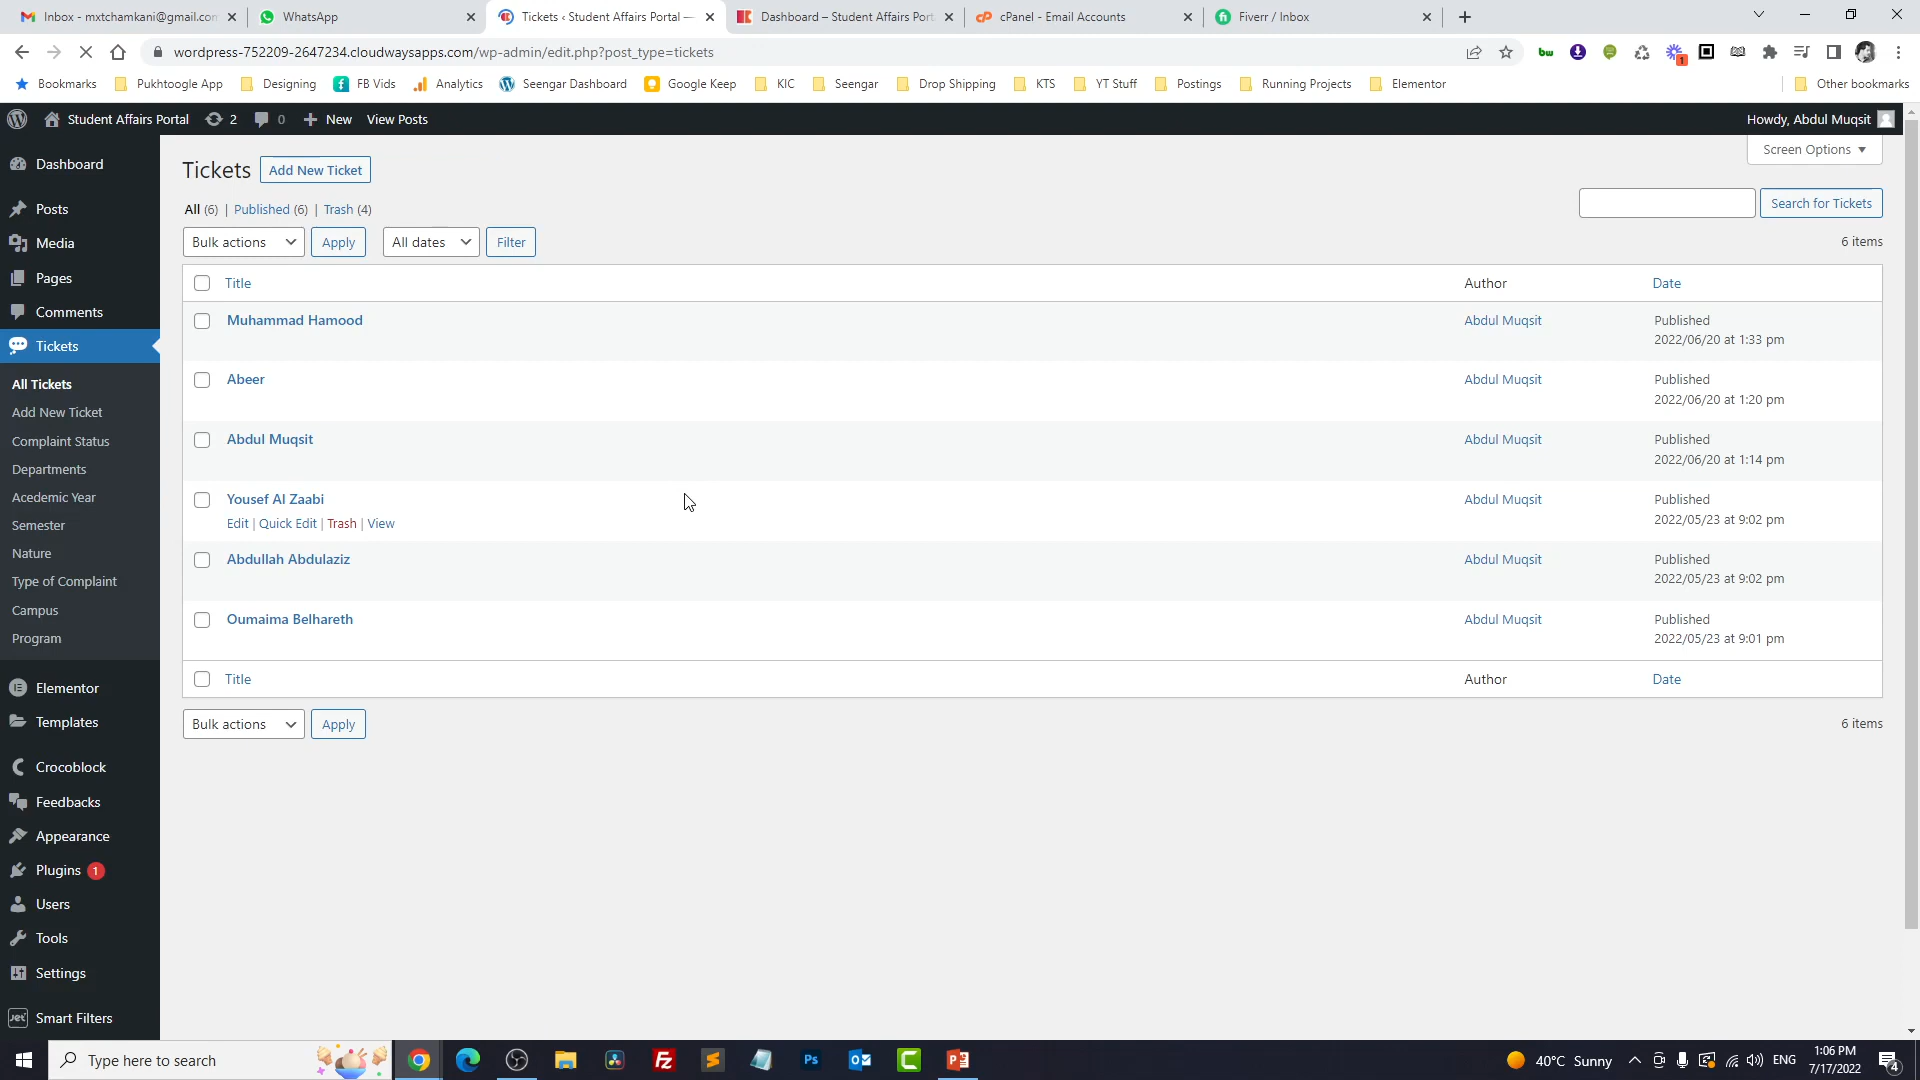 Inbox - mxtchamkani@gmail.com
WhatsApp
Tickets ‹ Student Affairs Portal —
Dashboard – Student Affairs Port
cPanel - Email Accounts
Fiverr / Inbox
wordpress-752209-2647234.cloudwaysapps.com/wp-admin/edit.php?post_type=tickets
Bookmarks
Pukhtoogle App
Designing
FB Vids
Analytics
Seengar Dashboard
Google Keep
KIC
Seengar
Drop Shipping
KTS
YT Stuff
Postings
Running Projects
Elementor
Other bookmarks
Student Affairs Portal
2
0
New
View Posts
Howdy, Abdul Muqsit
Dashboard
Posts
Media
Pages
Comments
Tickets
All Tickets
Add New Ticket
Complaint Status
Departments
Acedemic Year
Semester
Nature
Type of Complaint
Campus
Program
Elementor
Templates
Crocoblock
Feedbacks
Appearance
Plugins 1
Users
Tools
Settings
Smart Filters
Tickets
Add New Ticket
Screen Options
All (6) | Published (6) | Trash (4)
Search for Tickets
Bulk actions
Apply
All dates
Filter
6 items
Title
Author
Date
Muhammad Hamood
Abdul Muqsit
Published
2022/06/20 at 1:33 pm
Abeer
Abdul Muqsit
Published
2022/06/20 at 1:20 pm
Abdul Muqsit
Abdul Muqsit
Published
2022/06/20 at 1:14 pm
Yousef Al Zaabi
Edit | Quick Edit | Trash | View
Abdul Muqsit
Published
2022/05/23 at 9:02 pm
Abdullah Abdulaziz
Abdul Muqsit
Published
2022/05/23 at 9:02 pm
Oumaima Belhareth
Abdul Muqsit
Published
2022/05/23 at 9:01 pm
Title
Author
Date
Bulk actions
Apply
6 items
Type here to search
40°C Sunny
ENG
1:06 PM
7/17/2022
4